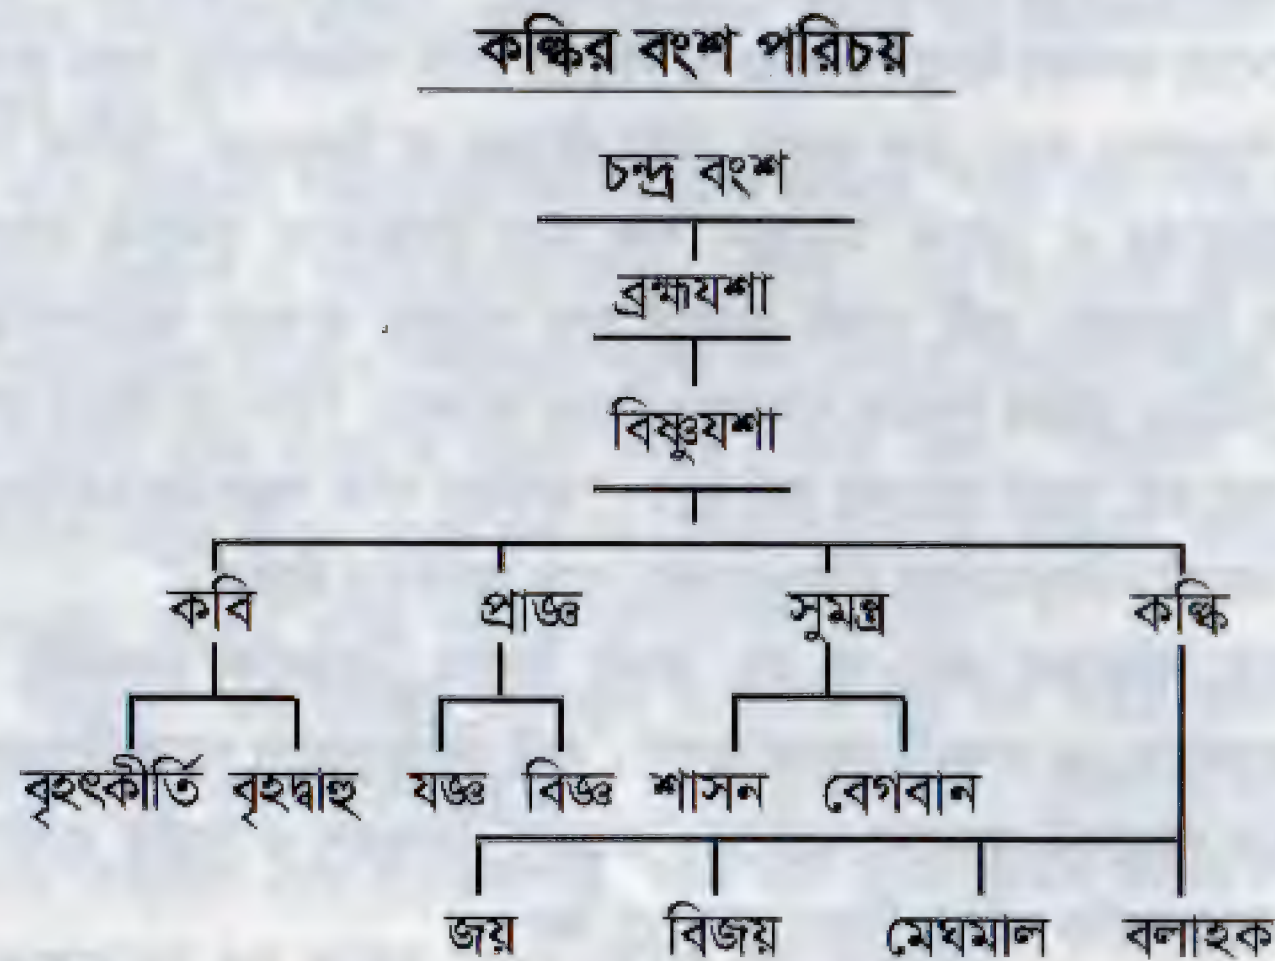 কল্কির বংশ পরিচয়
চন্দ্র বংশ
ব্রহ্মযশা
বিষ্ণুযশা
কবি প্রাজ্ঞ সুমন্ত্র কল্কি
বৃহৎকীর্তি বৃহদ্বাহু যজ্ঞ বিজ্ঞ শাসন বেগবান
জয় বিজয় মেঘমাল বলাহক